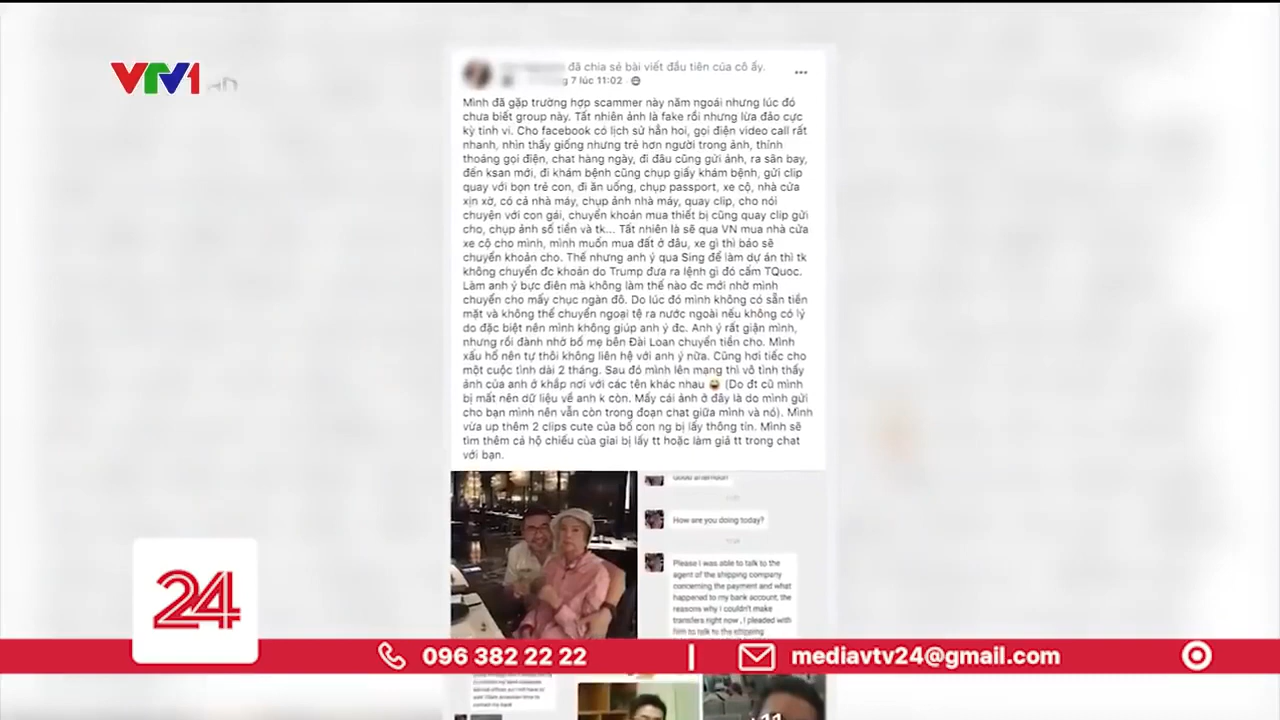 VTV1
HD
đã chia sẻ bài viết đầu tiên của cô ấy.
7 lúc 11:02
Mình đã gặp trường hợp scammer này năm ngoái nhưng lúc đó
chưa biết group này. Tất nhiên ảnh là fake rồi nhưng lừa đảo cực
kỳ tinh vi. Cho facebook có lịch sử hẳn hoi, gọi điện video call rất
nhanh, nhìn thấy giống nhưng trẻ hơn người trong ảnh, thỉnh
thoảng gọi điện, chat hàng ngày, đi đâu cũng gửi ảnh, ra sân bay,
đến ksan mới, đi khám bệnh cũng chụp giấy khám bệnh, gửi clip
quay với bọn trẻ con, đi ăn uống, chụp passport, xe cộ, nhà cửa
xịn xò, có cả nhà máy, chụp ảnh nhà máy, quay clip, cho nói
chuyện với con gái, chuyển khoản mua thiết bị cũng quay clip gửi
cho, chụp ảnh số tiền và tk... Tất nhiên là sẽ qua VN mua nhà cửa
xe cộ cho mình, mình muốn mua đất ở đâu, xe gì thì báo sẽ
chuyển khoản cho. Thế nhưng anh ý qua Sing để làm dự án thì tk
không chuyển đc khoản do Trump đưa ra lệnh gì đó cấm TQuoc.
Làm anh ý bực điên mà không làm thế nào đc mới nhờ mình
chuyển cho mấy chục ngàn đô. Do lúc đó mình không có sẵn tiền
mặt và không thể chuyển ngoại tệ ra nước ngoài nếu không có lý
do đặc biệt nên mình không giúp anh ý đc. Anh ý rất giận mình,
nhưng rồi đành nhờ bố mẹ bên Đài Loan chuyển tiền cho. Mình
xấu hổ nên tự thôi không liên hệ với anh ý nữa. Cũng hơi tiếc cho
một cuộc tình dài 2 tháng. Sau đó mình lên mạng thì vô tình thấy
ảnh của anh ở khắp nơi với các tên khác nhau 😂 (Do đt cũ mình
bị mất nên dữ liệu về anh k còn. Mấy cái ảnh ở đây là do mình gửi
cho bạn mình nên vẫn còn trong đoạn chat giữa mình và nó). Mình
vừa up thêm 2 clips cute của bố con ng bị lấy thông tin. Mình sẽ
tìm thêm cả hộ chiếu của giai bị lấy tt hoặc làm giả tt trong chat
với bạn.
Good afternoon
How are you doing today?
Please i was able to talk to the
agent of the shipping company
concerning the payment and what
happened to my bank account, the
reasons why i couldn't make
transfers right now , I pleaded with
him to talk to the shipping
24
096 382 22 22
mediavtv24@gmail.com